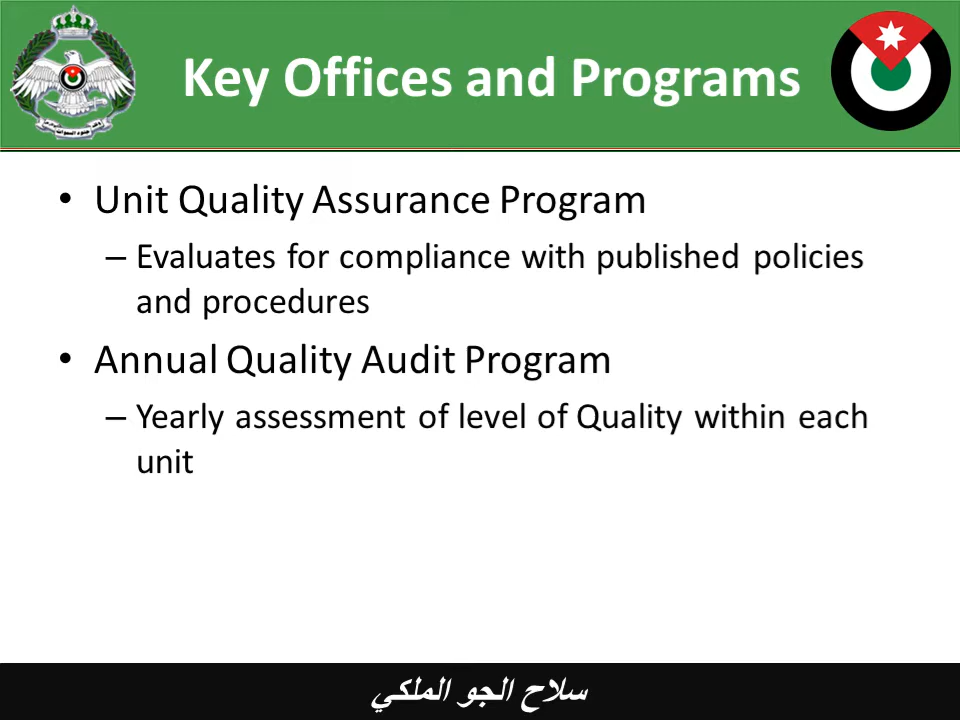 Key Offices and Programs
• Unit Quality Assurance Program
– Evaluates for compliance with published policies
and procedures
• Annual Quality Audit Program
– Yearly assessment of level of Quality within each
unit
سلاح الجو الملكي